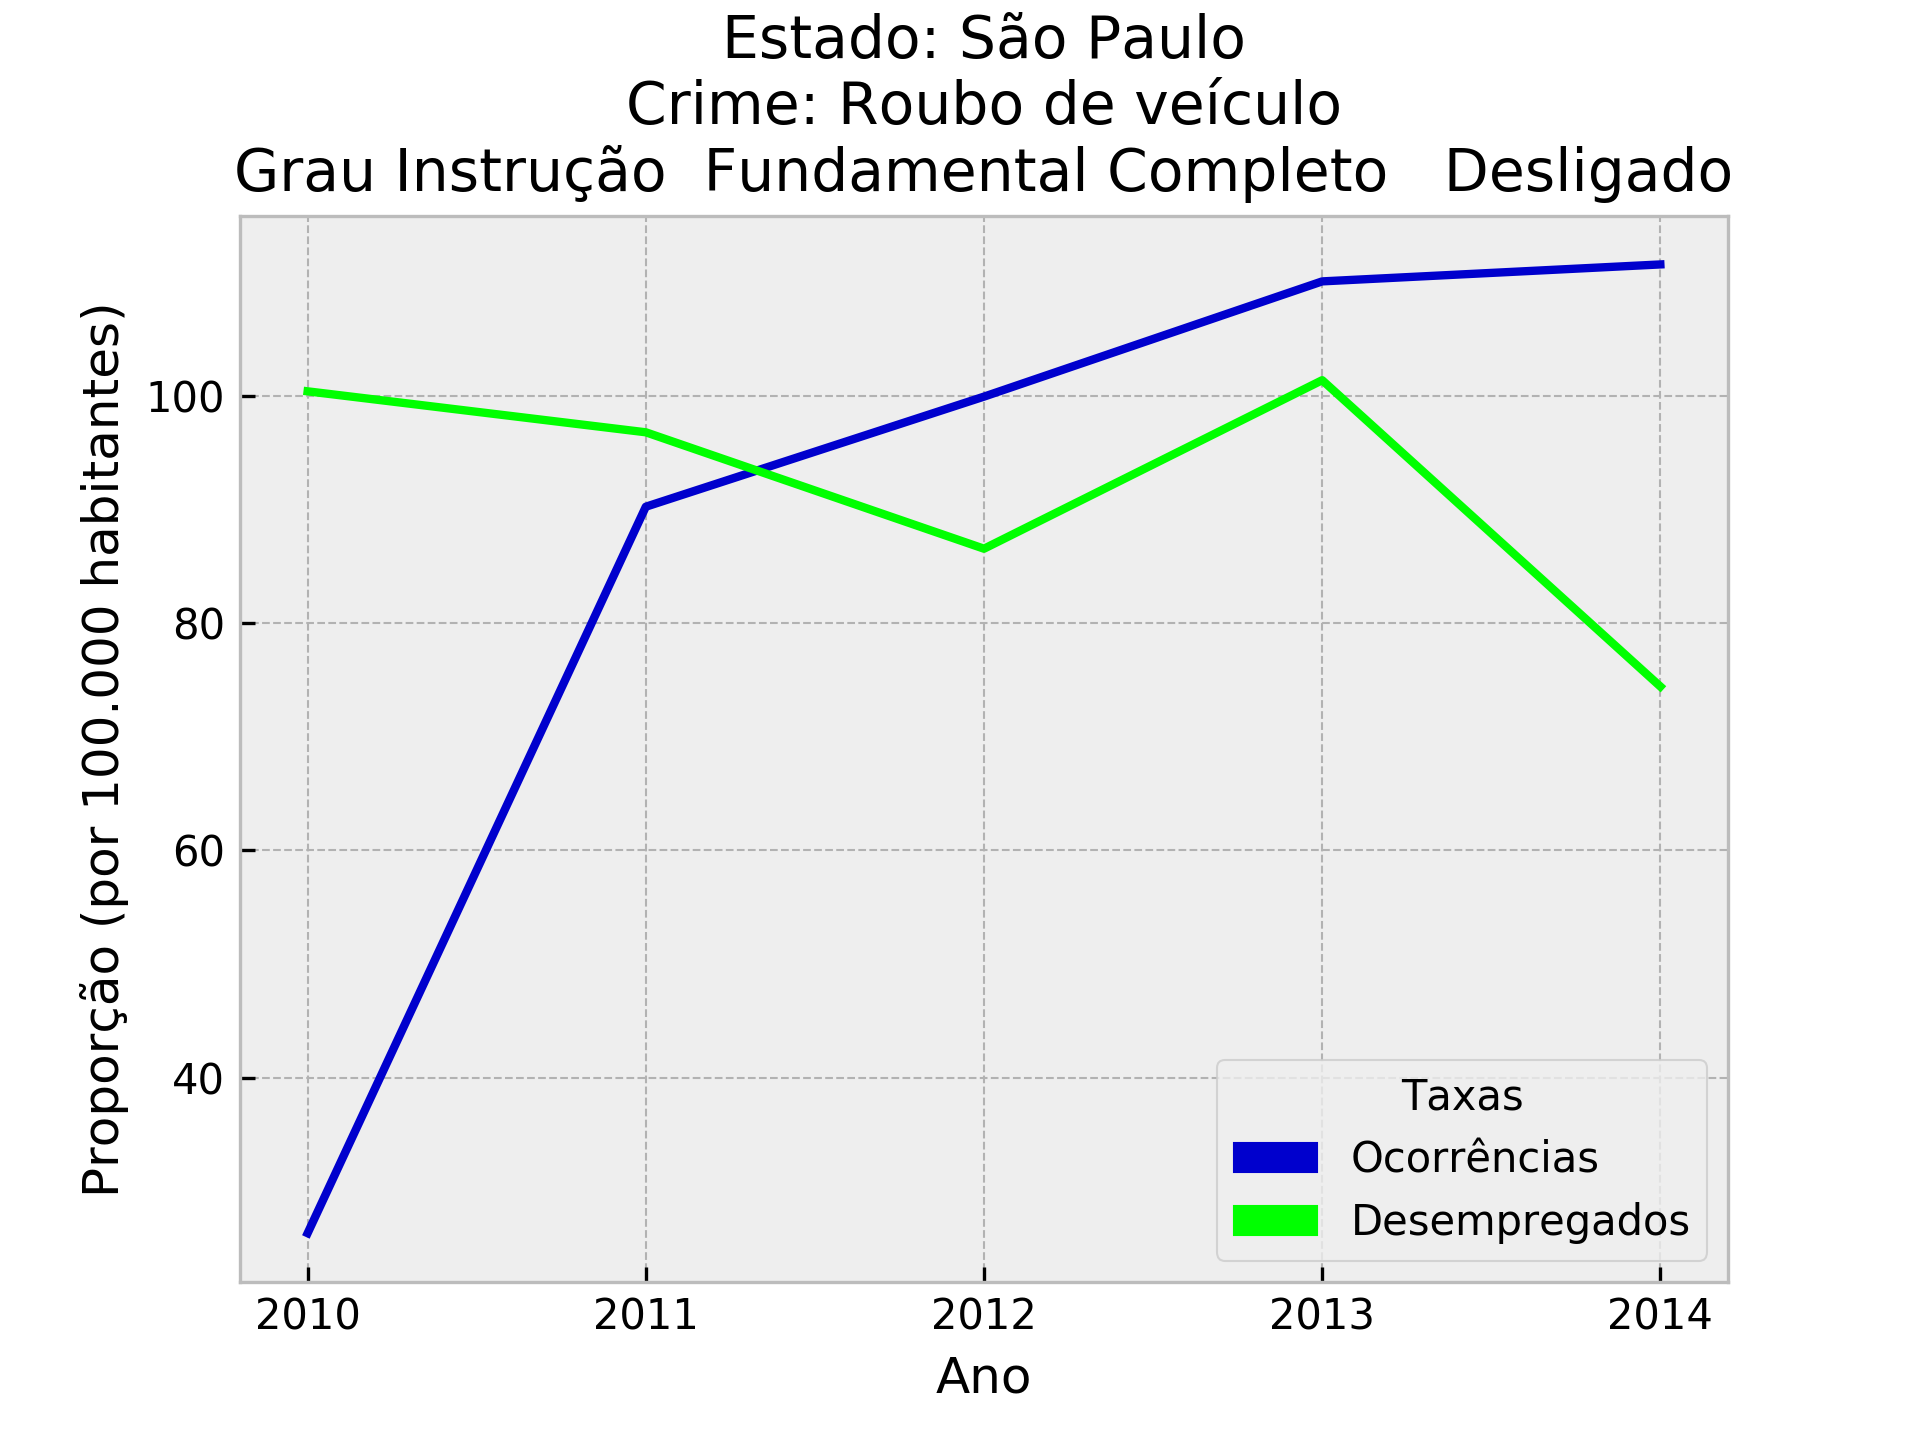 Estado: São Paulo
Crime: Roubo de veículo
Grau Instrução  Fundamental Completo   Desligado
Proporção (por 100.000 habitantes)
100
80
60
40
Taxas
Ocorrências
Desempregados
2010 2011 2012 2013 2014
Ano